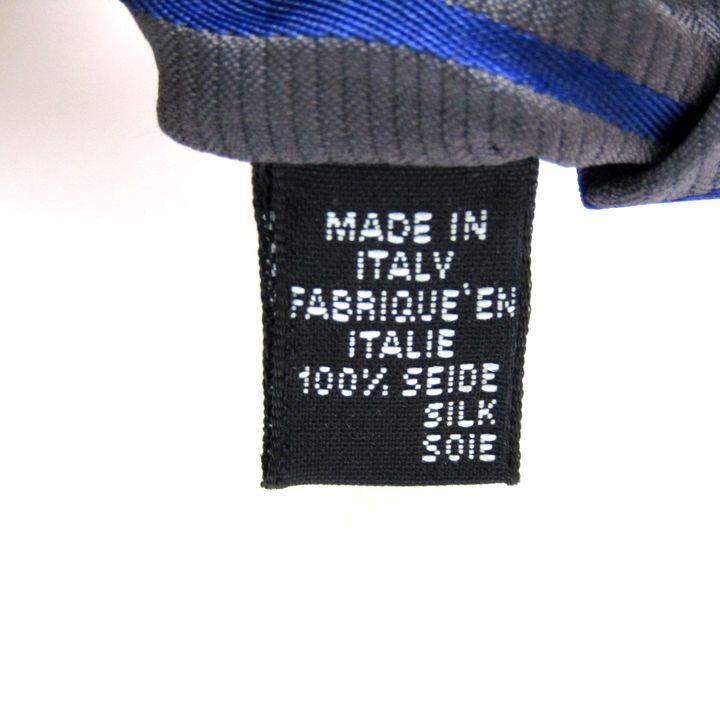 MADE IN
ITALY
FABRIQUE'EN
ITALIE
100% SEIDE
SILK
SOIE